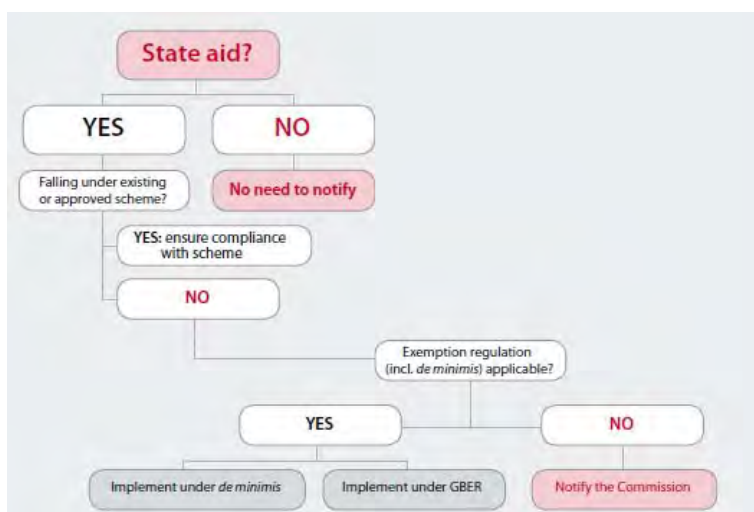 State aid?
YES
NO
Falling under existing
or approved scheme?
No need to notify
YES: ensure compliance
with scheme
NO
Exemption regulation
(incl. de minimis) applicable?
YES
NO
Implement under de minimis
Implement under GBER
Notify the Commission